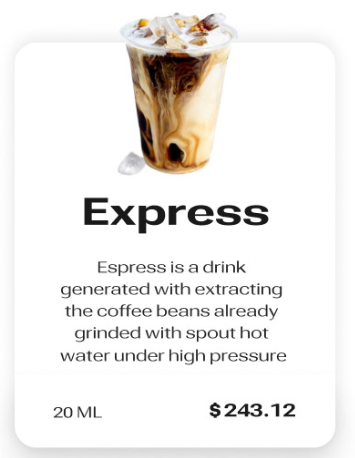 Express
Espress is a drink
generated with extracting
the coffee beans already
grinded with spout hot
water under high pressure
20 ML
$243.12